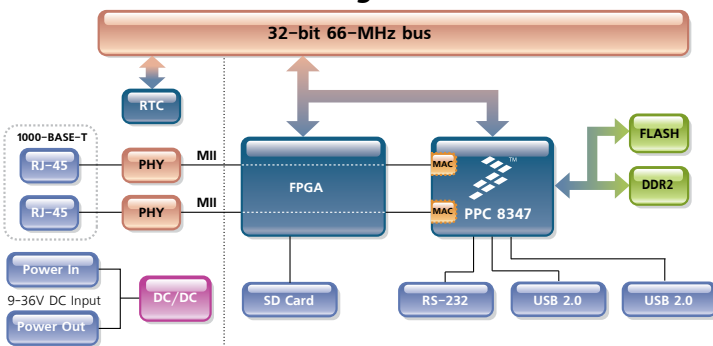 32-bit 66-MHz bus
RTC
1000-BASE-T
RJ-45
PHY
MII
RJ-45
PHY
MII
FPGA
MAC
MAC
TM
PPC 8347
FLASH
DDR2
Power In
9-36V DC Input
Power Out
DC/DC
SD Card
RS-232
USB 2.0
USB 2.0